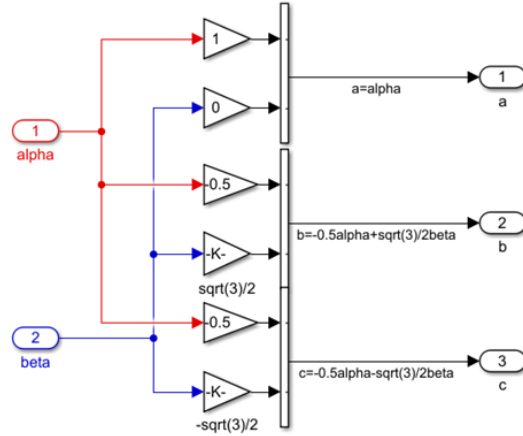 1
1
a=alpha
a
0
1
alpha
-0.5
2
b=-0.5alpha+sqrt(3)/2beta
b
-K-
sqrt(3)/2
-0.5
2
beta
3
c=-0.5alpha-sqrt(3)/2beta
c
-K-
-sqrt(3)/2